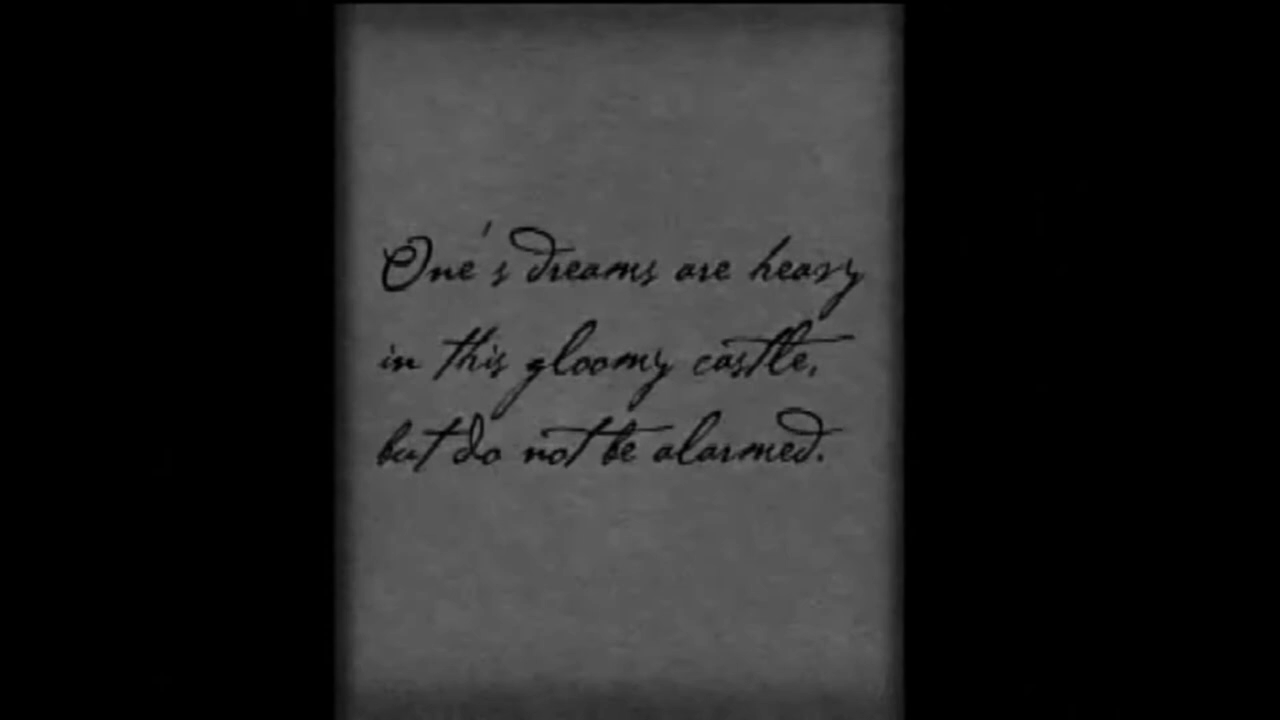 One's dreams are heavy
in this gloomy castle,
but do not be alarmed.